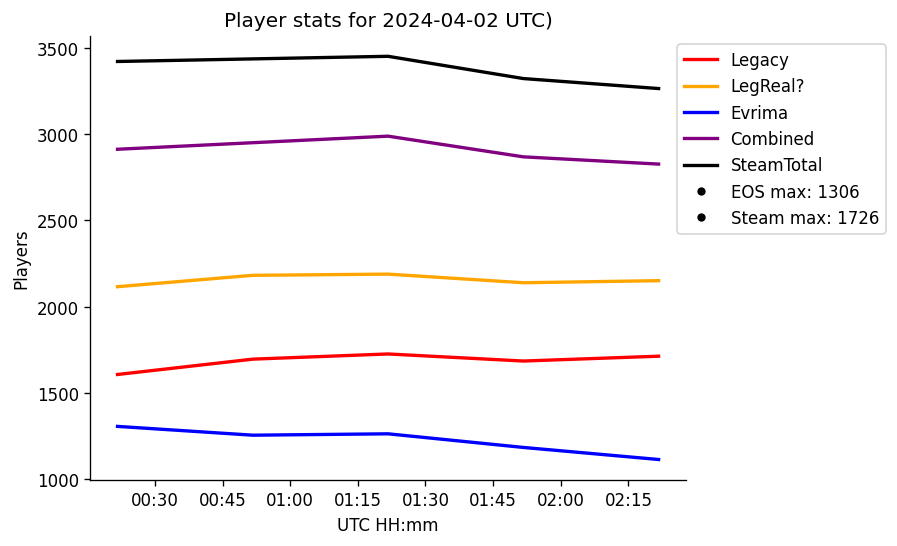 Player stats for 2024-04-02 UTC)
3500
3000
2500
2000
1500
1000
Players
00:30 00:45 01:00 01:15 01:30 01:45 02:00 02:15
UTC HH:mm
Legacy
LegReal?
Evrima
Combined
SteamTotal
EOS max: 1306
Steam max: 1726